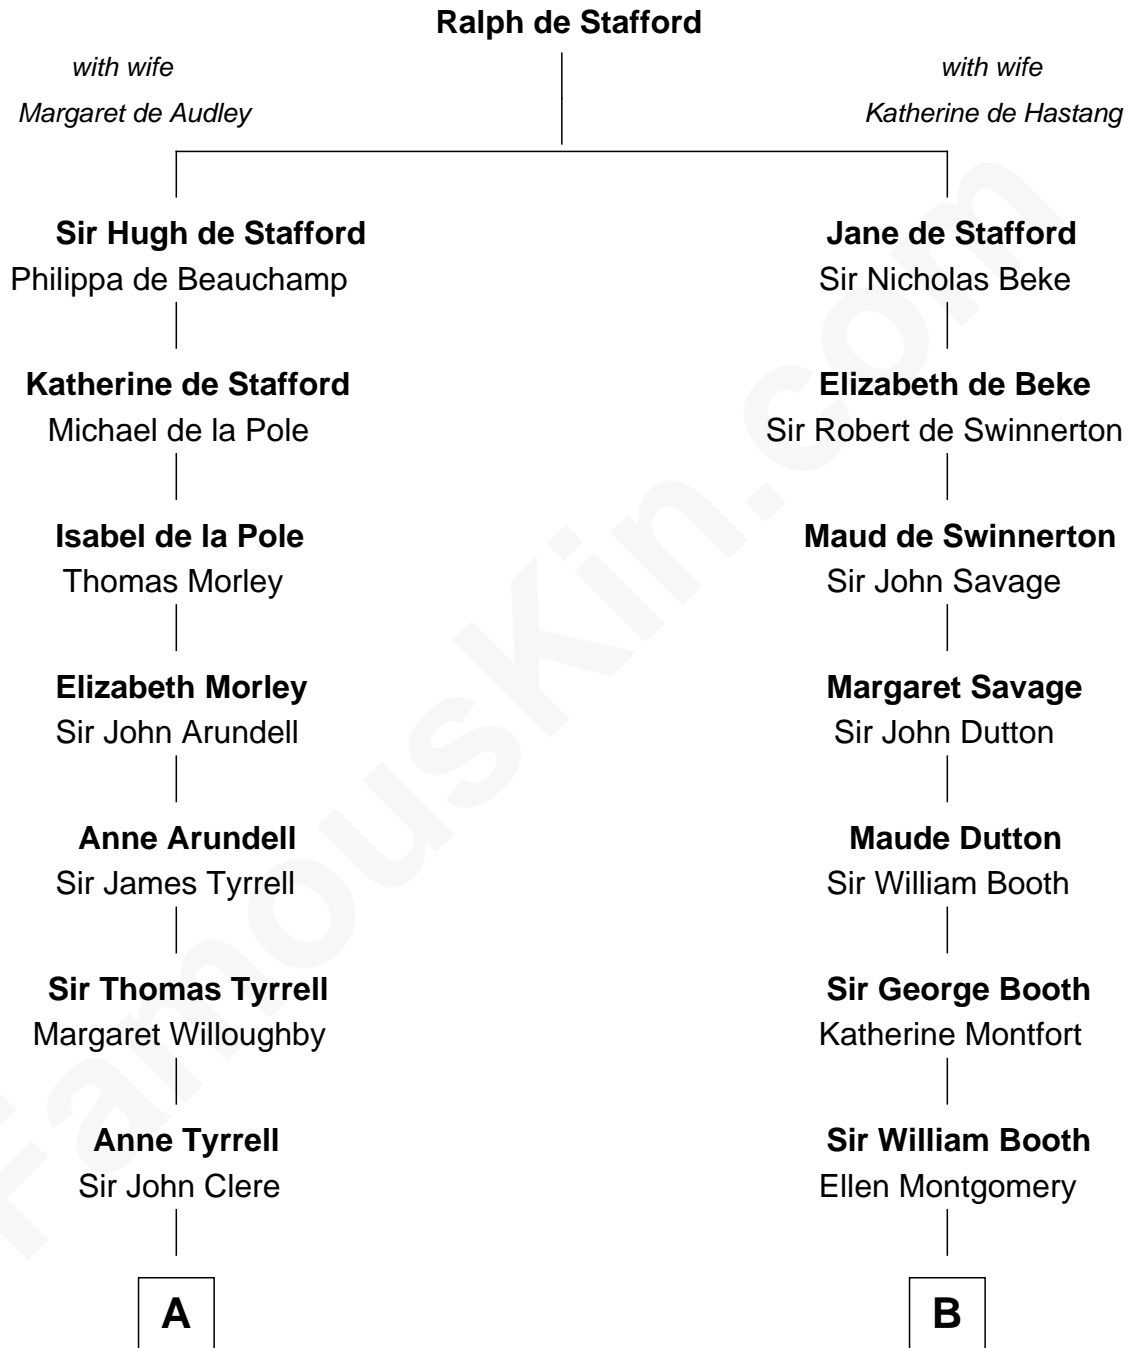 Ralph de Stafford
with wife
Margaret de Audley
with wife
Katherine de Hastang
Sir Hugh de Stafford
Philippa de Beauchamp
Jane de Stafford
Sir Nicholas Beke
Katherine de Stafford
Michael de la Pole
Elizabeth de Beke
Sir Robert de Swinnerton
Isabel de la Pole
Thomas Morley
Maud de Swinnerton
Sir John Savage
Elizabeth Morley
Sir John Arundell
Margaret Savage
Sir John Dutton
Anne Arundell
Sir James Tyrrell
Maude Dutton
Sir William Booth
Sir Thomas Tyrrell
Margaret Willoughby
Sir George Booth
Katherine Montfort
Anne Tyrrell
Sir John Clere
Sir William Booth
Ellen Montgomery
A
B
FamousKin.com